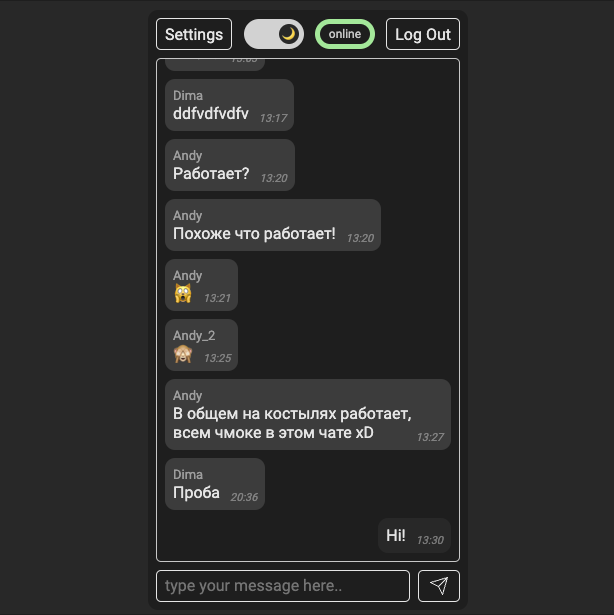 Settings
online
Log Out
Dima
ddfvdfvdfv 13:17
Andy
Работает? 13:20
Andy
Похоже что работает! 13:20
Andy
🙀 13:21
Andy_2
🙈 13:25
Andy
В общем на костылях работает,
всем чмоке в этом чате xD 13:27
Dima
Проба 20:36
Hi! 13:30
type your message here..